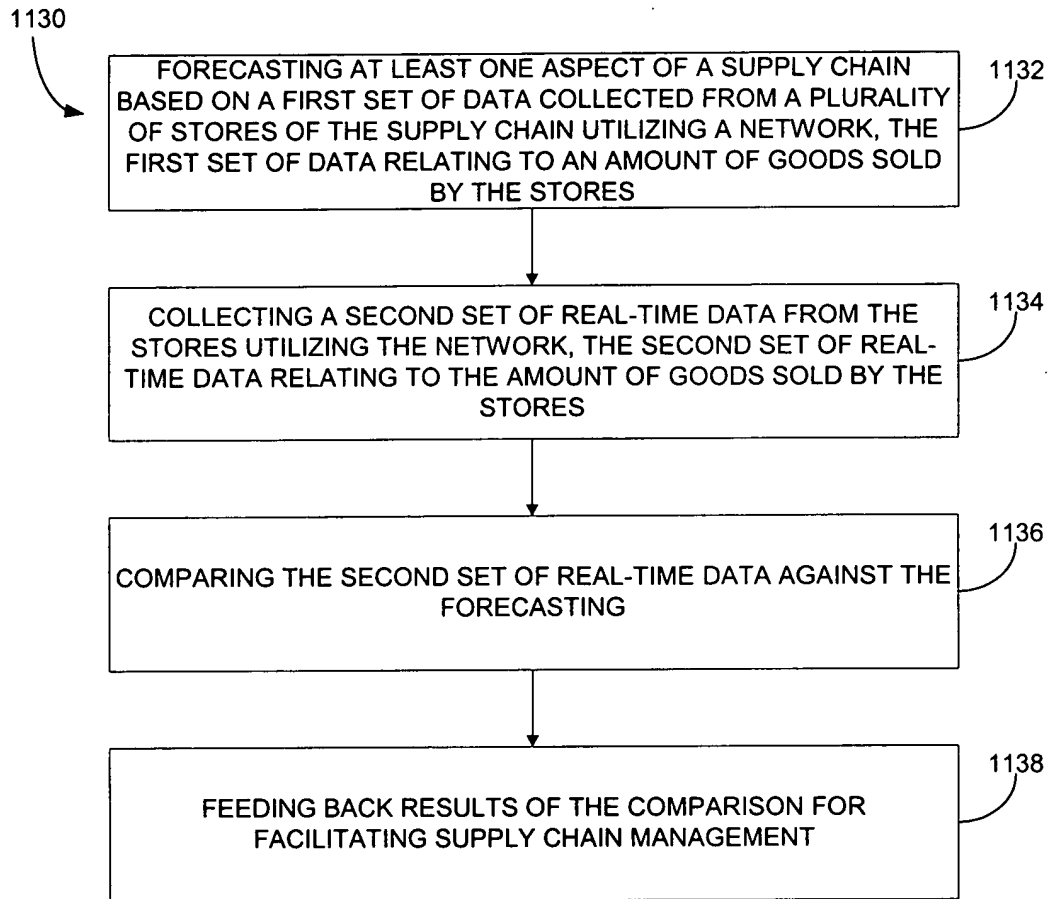 1130
FORECASTING AT LEAST ONE ASPECT OF A SUPPLY CHAIN
BASED ON A FIRST SET OF DATA COLLECTED FROM A PLURALITY
OF STORES OF THE SUPPLY CHAIN UTILIZING A NETWORK, THE
FIRST SET OF DATA RELATING TO AN AMOUNT OF GOODS SOLD
BY THE STORES
1132
COLLECTING A SECOND SET OF REAL-TIME DATA FROM THE
STORES UTILIZING THE NETWORK, THE SECOND SET OF REAL-
TIME DATA RELATING TO THE AMOUNT OF GOODS SOLD BY THE
STORES
1134
COMPARING THE SECOND SET OF REAL-TIME DATA AGAINST THE
FORECASTING
1136
FEEDING BACK RESULTS OF THE COMPARISON FOR
FACILITATING SUPPLY CHAIN MANAGEMENT
1138